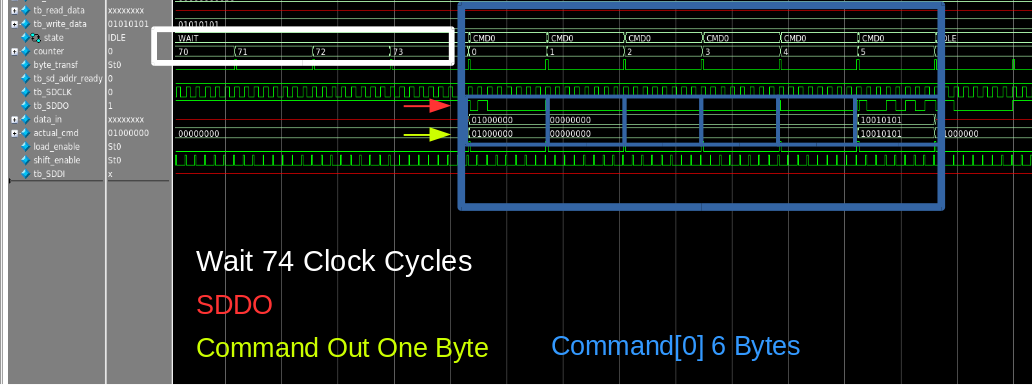 tb_read_data xxxxxxxx
tb_write_data 01010101 01010101
state IDLE WAIT CMD0 CMD0 CMD0 CMD0 CMD0 CMD0 DLE
counter 0 70 71 72 73 0 1 2 3 4 5
byte_transf St0
tb_sd_addr_ready 0
tb_SDCLK 0
tb_SDDO 1
data_in xxxxxxxx 01000000 00000000 10010101
actual_cmd 01000000 00000000 01000000 00000000 10010101 1000000
load_enable St0
shift_enable St0
tb_SDDI x
Wait 74 Clock Cycles
SDDO
Command Out One Byte
Command[0] 6 Bytes